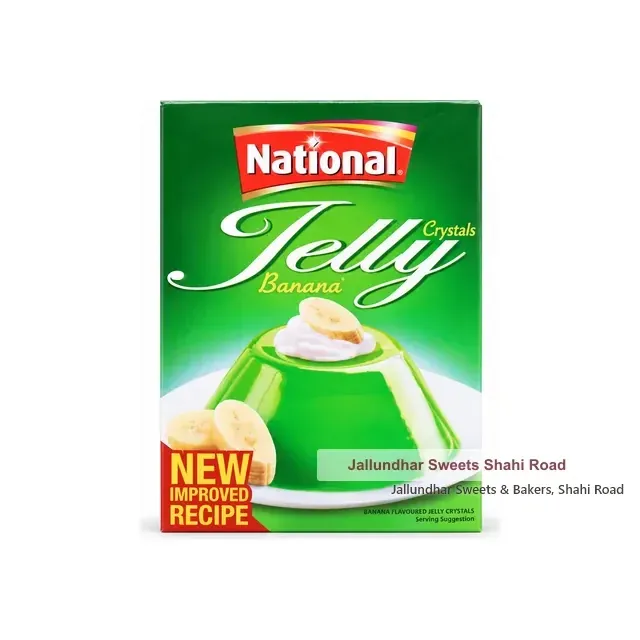 National
Jelly
Crystals
Banana
NEW
IMPROVED
RECIPE
Jallundhar Sweets Shahi Road
Jallundhar Sweets & Bakers, Shahi Road
BANANA FLAVOURED JELLY CRYSTALS
Serving Suggestion